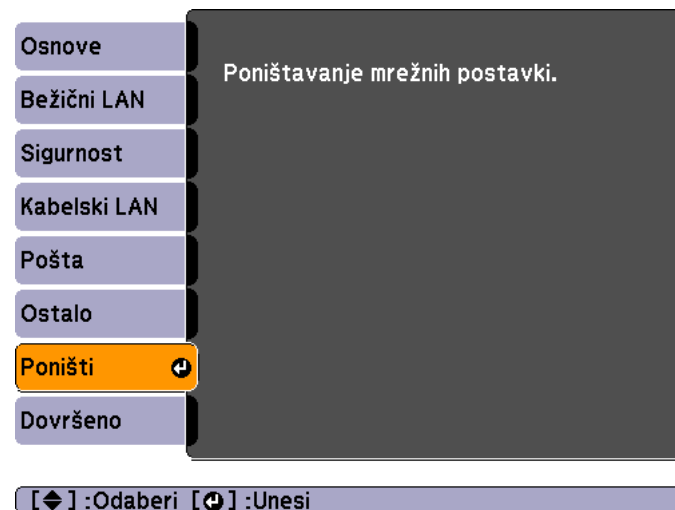 Osnove
Poništavanje mrežnih postavki.
Bežični LAN
Sigurnost
Kabelski LAN
Pošta
Ostalo
Poništi
Dovršeno
[◆] :Odaberi [⏎] :Unesi